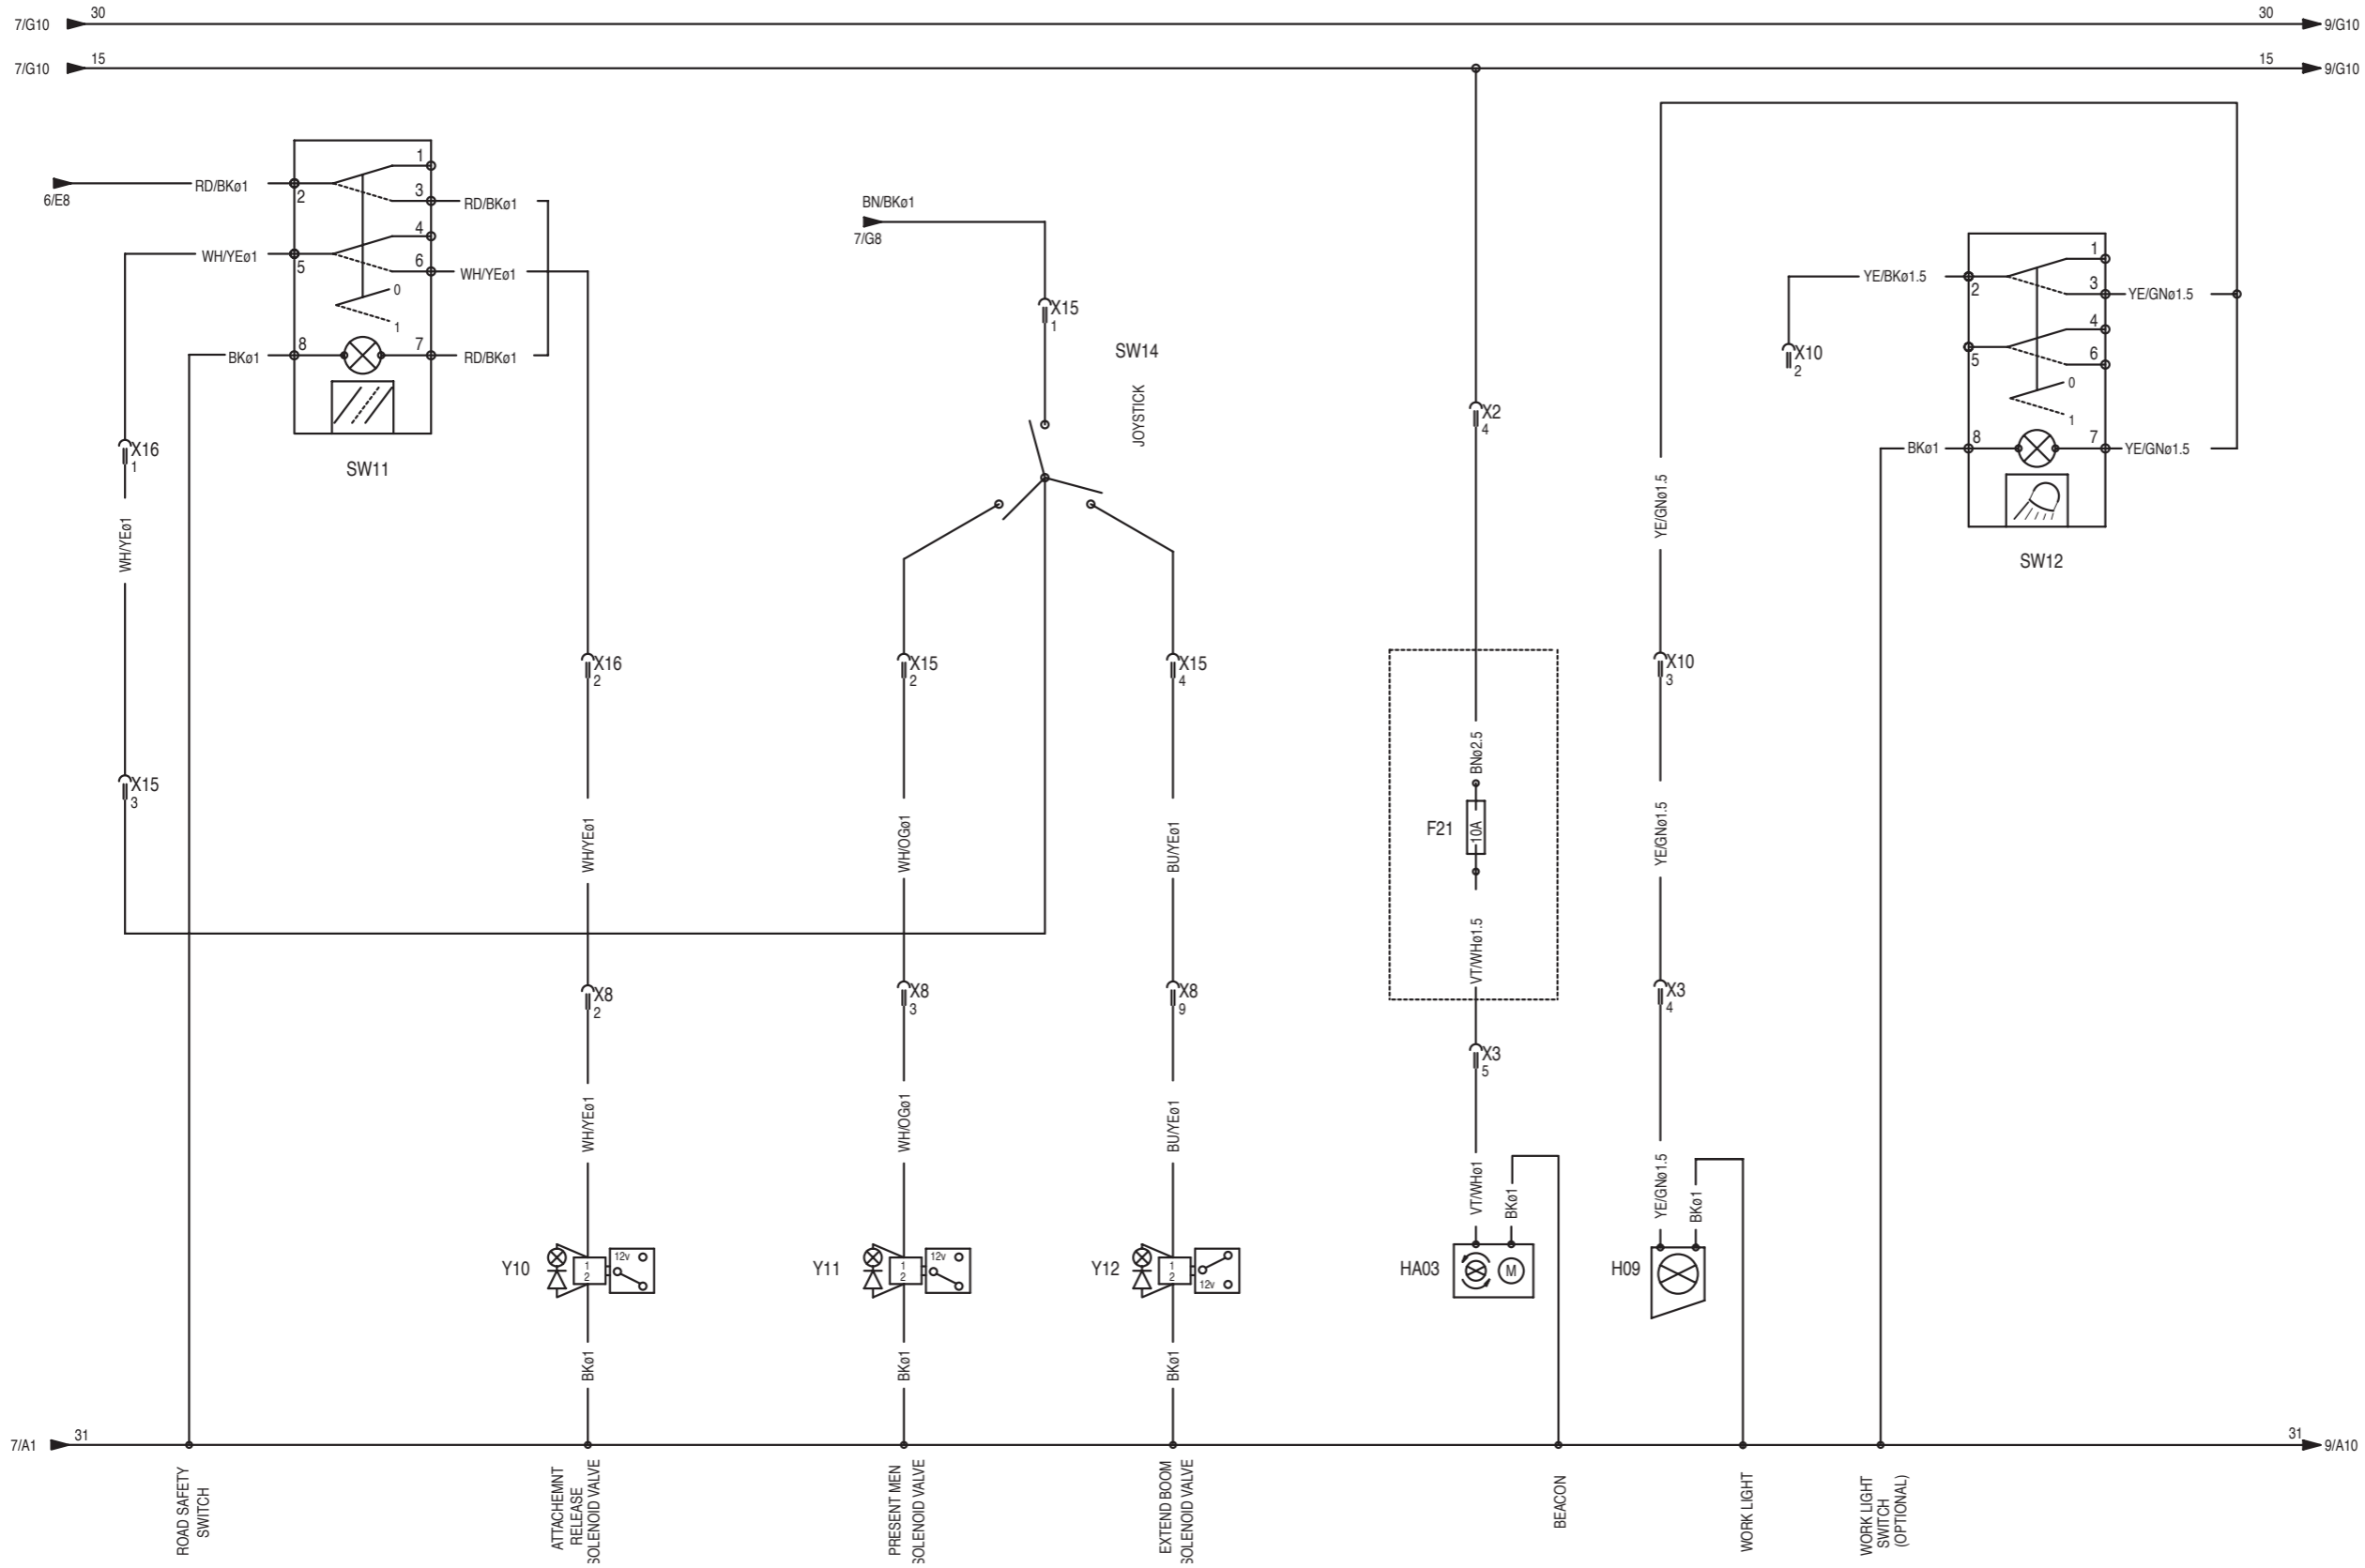 30
30
7/G10
9/G10
15
15
7/G10
9/G10
1
RD/BKø1
2
3
RD/BKø1
6/E8
4
WH/YEø1
5
6
WH/YEø1
0
1
8
7
BKø1
RD/BKø1
SW11
X16
1
WH/YEø1
X15
3
BN/BKø1
7/G8
X15
1
SW14
JOYSTICK
X2
4
YE/GNø1.5
YE/BKø1.5
X10
2
1
2
3
YE/GNø1.5
4
5
6
0
1
8
7
BKø1
YE/GNø1.5
SW12
X16
2
X15
2
X15
4
X10
3
WH/YEø1
WH/OGø1
BU/YEø1
BNø2.5
F21
10A
VT/WHø1.5
YE/GNø1.5
X8
2
X8
3
X8
9
X3
5
X3
4
WH/YEø1
WH/OGø1
BU/YEø1
VT/WHø1
BKø1
YE/GNø1.5
BKø1
Y10
1
2
12v
Y11
1
2
12v
Y12
1
2
12v
HA03
M
H09
BKø1
BKø1
BKø1
7/A1
31
31
9/A10
ROAD SAFETY
SWITCH
ATTACHEMNT
RELEASE
SOLENOID VALVE
PRESENT MEN
SOLENOID VALVE
EXTEND BOOM
SOLENOID VALVE
BEACON
WORK LIGHT
WORK LIGHT
SWITCH
(OPTIONAL)